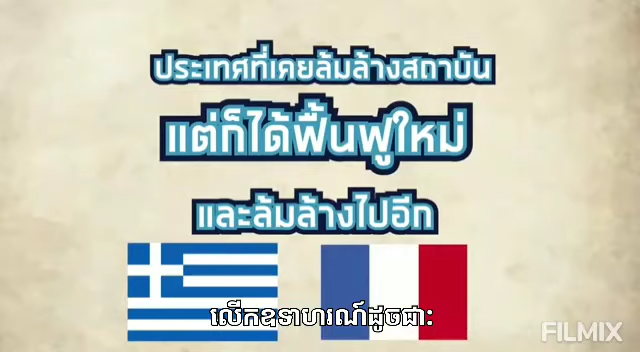 ประเทศที่เคยล้มล้างสถาบัน
แต่ก็ได้ฟื้นฟูใหม่
และล้มล้างไปอีก
លើកឧទាហរណ៍ដូចជា:
FILMIX